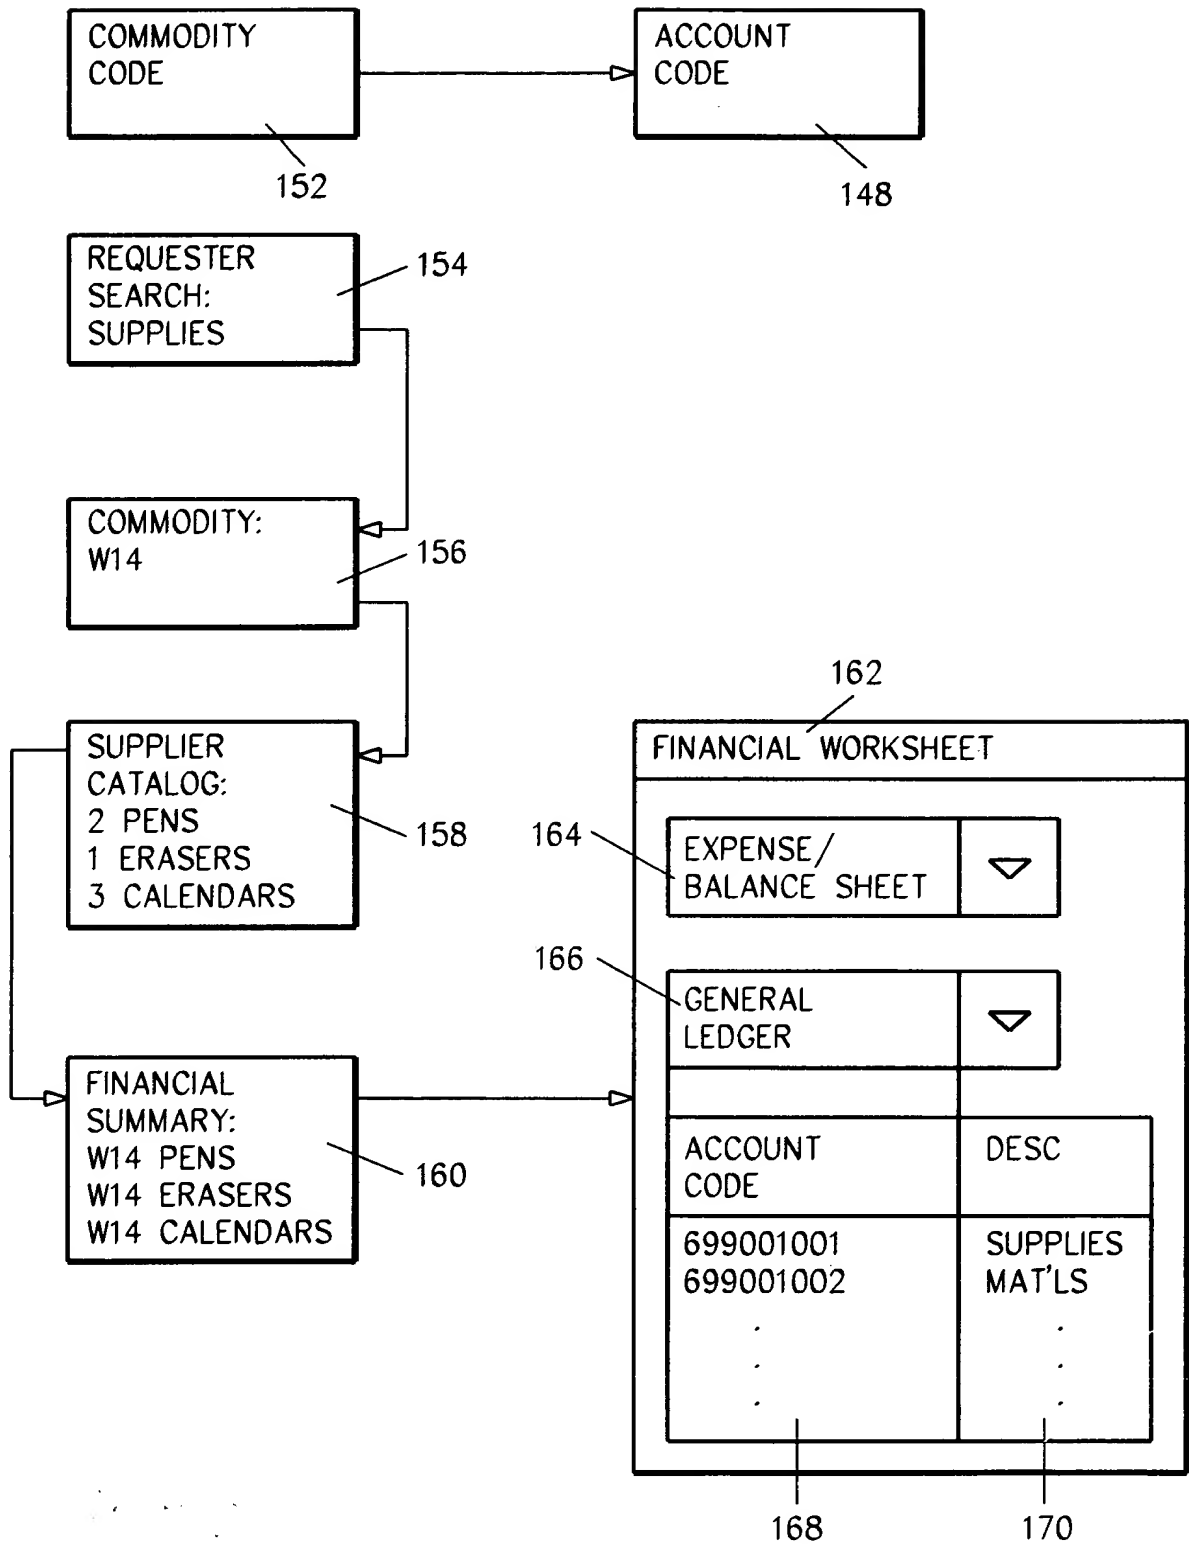 COMMODITY
CODE
ACCOUNT
CODE
152
148
REQUESTER
SEARCH:
SUPPLIES
154
COMMODITY:
W14
156
SUPPLIER
CATALOG:
2 PENS
1 ERASERS
3 CALENDARS
158
FINANCIAL
SUMMARY:
W14 PENS
W14 ERASERS
W14 CALENDARS
160
162
FINANCIAL WORKSHEET
164
EXPENSE/
BALANCE SHEET
166
GENERAL
LEDGER
ACCOUNT
CODE
DESC
699001001 SUPPLIES
699001002 MAT'LS
. .
. .
. .
168
170